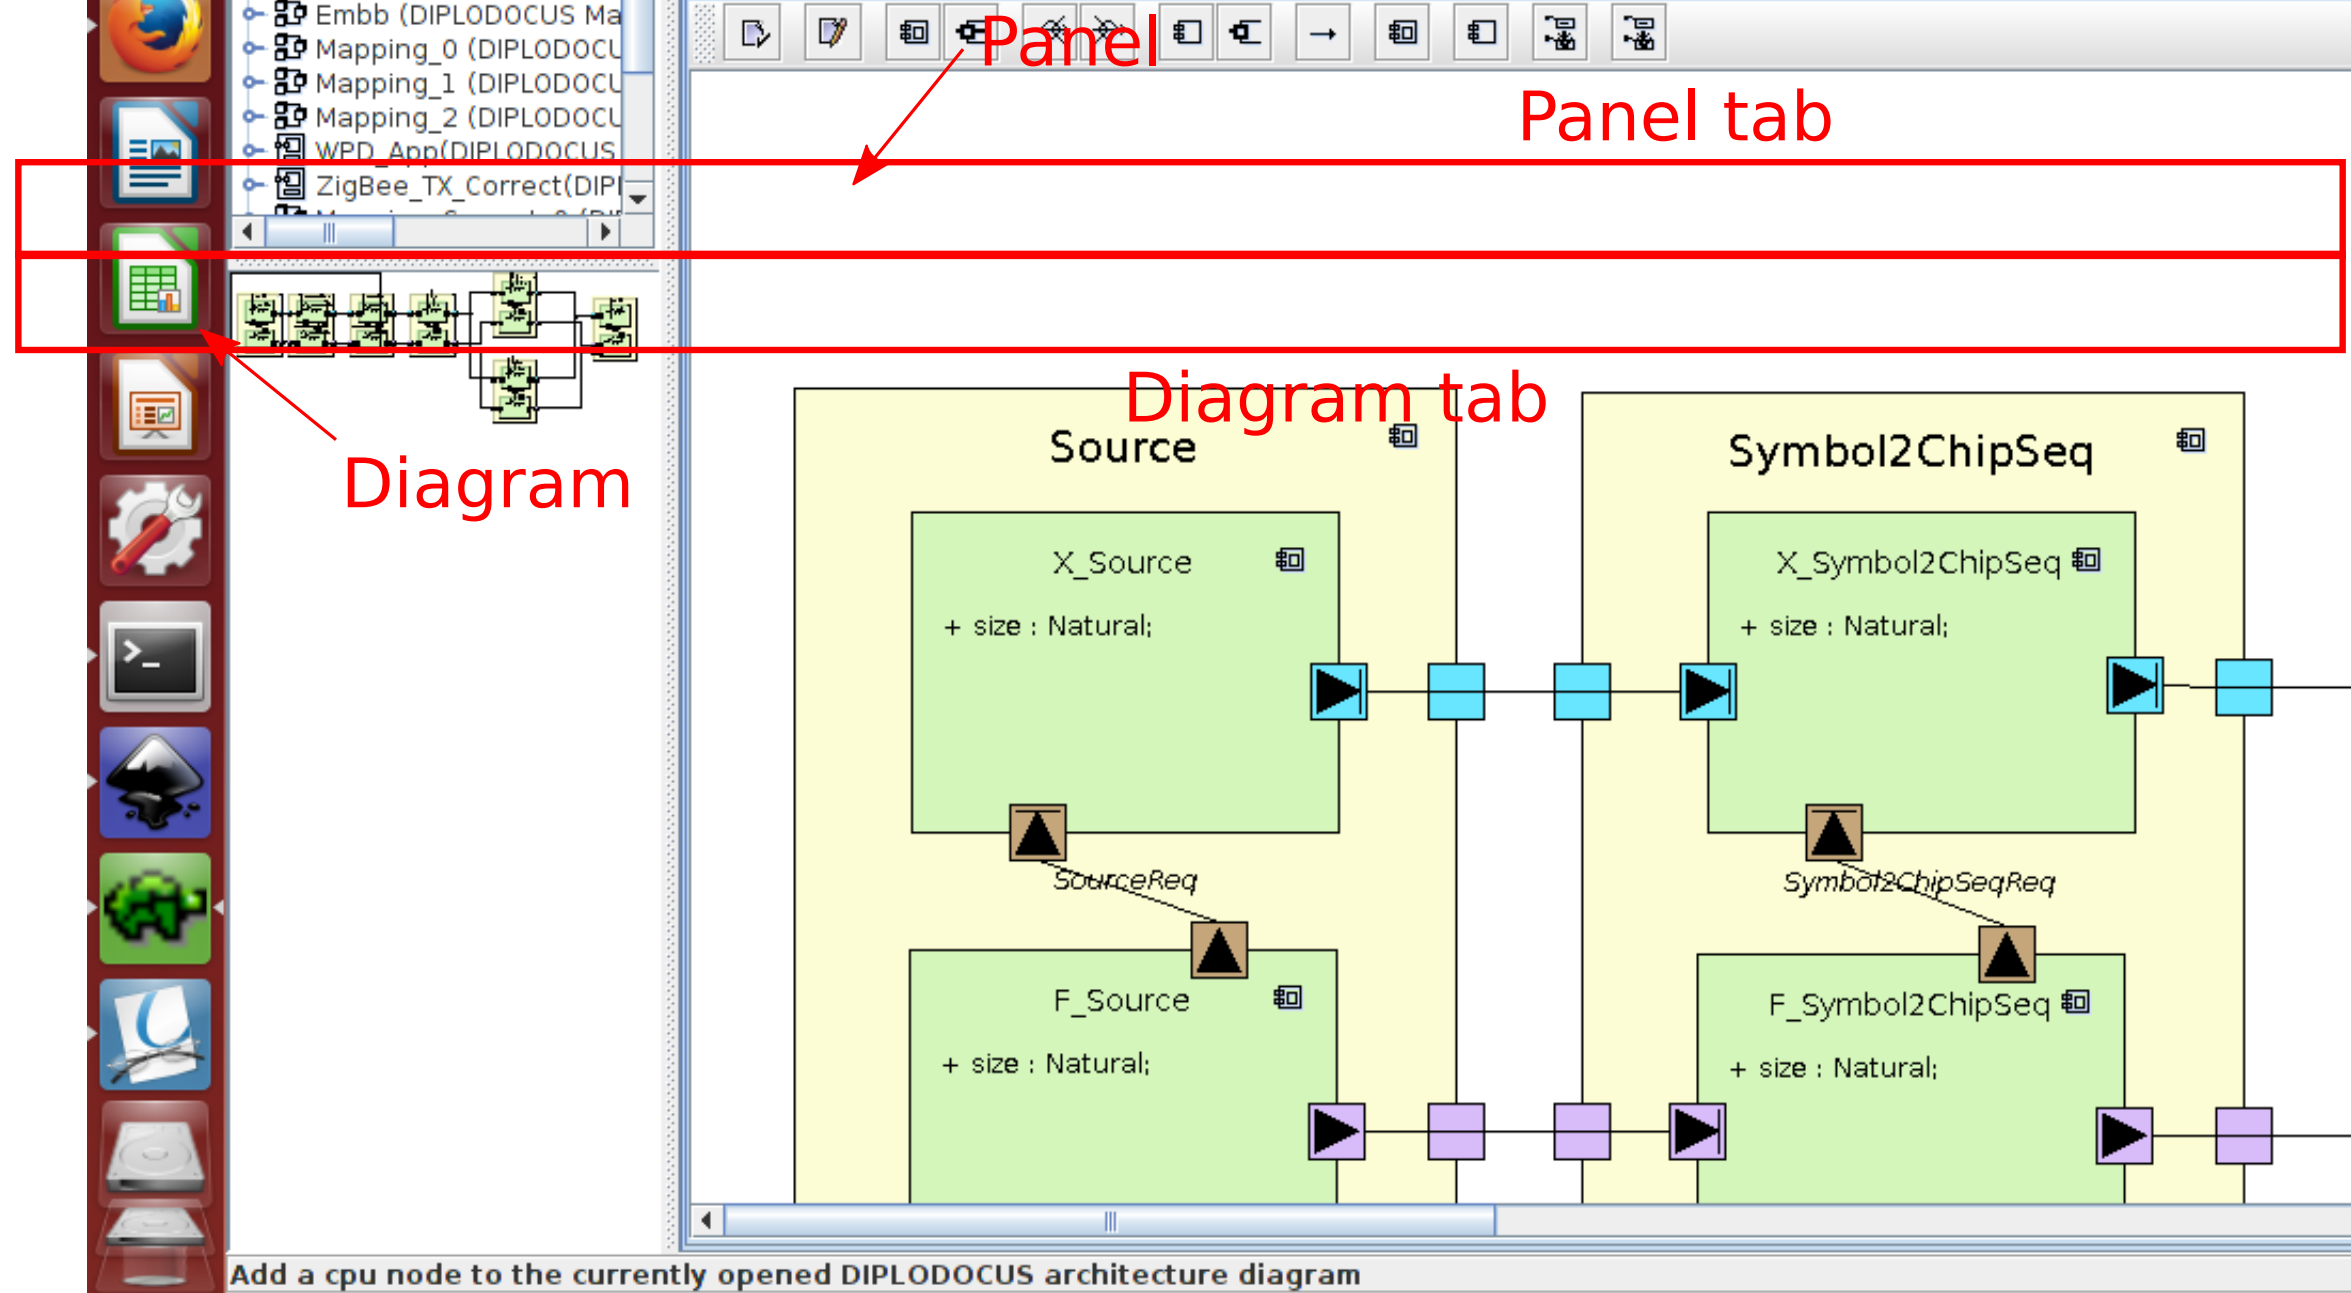 Embb (DIPLODOCUS Ma
Mapping_0 (DIPLODOCU
Mapping_1 (DIPLODOCU
Mapping_2 (DIPLODOCU
WPD_App(DIPLODOCUS
ZigBee_TX_Correct(DIPI
Panel
Panel tab
Diagram tab
Diagram
Source
Symbol2ChipSeq
X_Source
+ size : Natural;
X_Symbol2ChipSeq
+ size : Natural;
SourceReq
Symbol2ChipSeqReq
F_Source
+ size : Natural;
F_Symbol2ChipSeq
+ size : Natural;
Add a cpu node to the currently opened DIPLODOCUS architecture diagram